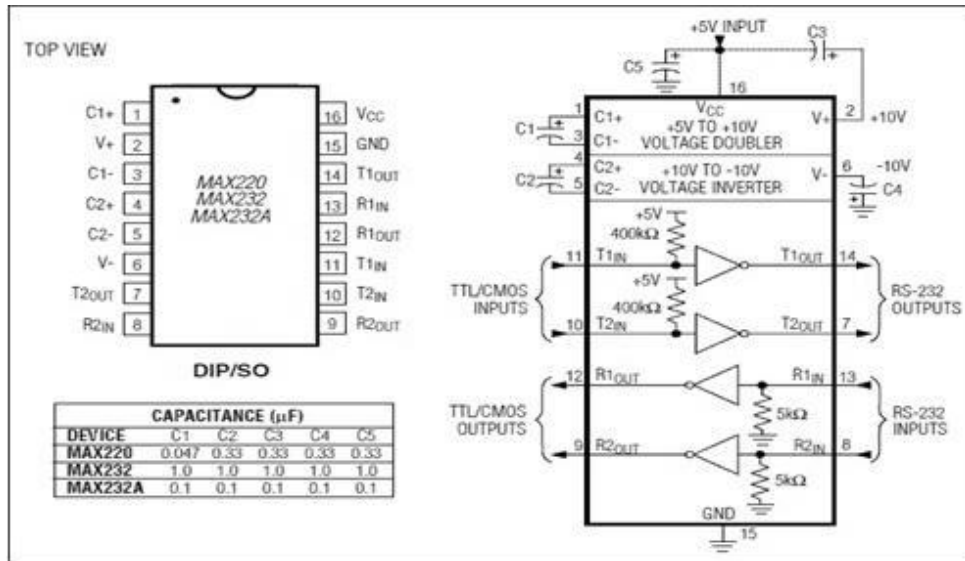 TOP VIEW
C1+ 1
V+ 2
C1- 3
C2+ 4
C2- 5
V- 6
T2OUT 7
R2IN 8
16 VCC
15 GND
14 T1OUT
13 R1IN
12 R1OUT
11 T1IN
10 T2IN
9 R2OUT
MAX220
MAX232
MAX232A
DIP/SO
CAPACITANCE (µF)
DEVICE C1 C2 C3 C4 C5
MAX220 0.047 0.33 0.33 0.33 0.33
MAX232 1.0 1.0 1.0 1.0 1.0
MAX232A 0.1 0.1 0.1 0.1 0.1
+5V INPUT
C3
C5 +
+
16
VCC
1 C1+
C1 +
3 C1-
+5V TO +10V
VOLTAGE DOUBLER
V+ 2 +10V
4 C2+
C2 +
5 C2-
+10V TO -10V
VOLTAGE INVERTER
V- 6 -10V
C4
+
+5V
400kΩ
11 T1IN
T1OUT 14
TTL/CMOS
INPUTS
+5V
400kΩ
RS-232
OUTPUTS
10 T2IN
T2OUT 7
12 R1OUT
R1IN 13
TTL/CMOS
OUTPUTS
5kΩ
RS-232
INPUTS
9 R2OUT
R2IN 8
5kΩ
GND
15